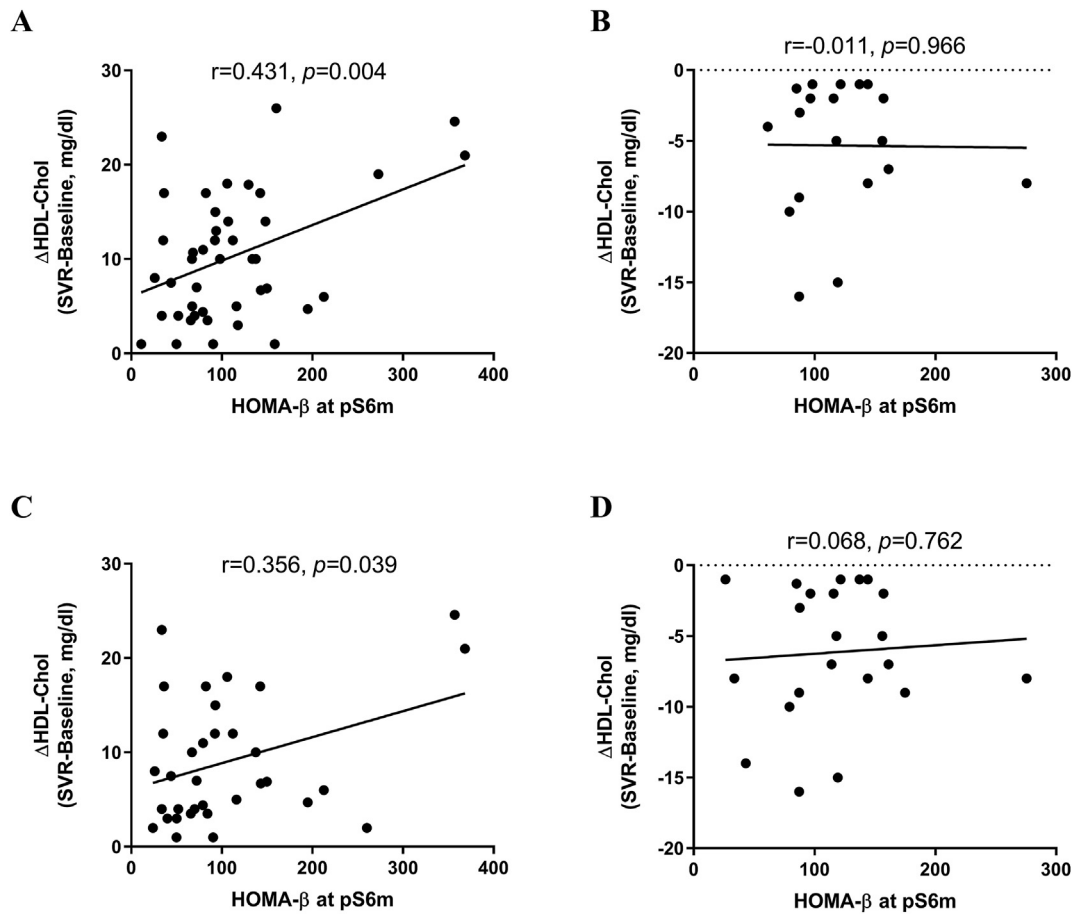 A
r=0.431, p=0.004
ΔHDL-Chol
(SVR-Baseline, mg/dl)
30
20
10
0
0 100 200 300 400
HOMA-β at pS6m
B
r=-0.011, p=0.966
ΔHDL-Chol
(SVR-Baseline, mg/dl)
0
-5
-10
-15
-20
0 100 200 300
HOMA-β at pS6m
C
r=0.356, p=0.039
ΔHDL-Chol
(SVR-Baseline, mg/dl)
30
20
10
0
0 100 200 300 400
HOMA-β at pS6m
D
r=0.068, p=0.762
ΔHDL-Chol
(SVR-Baseline, mg/dl)
0
-5
-10
-15
-20
0 100 200 300
HOMA-β at pS6m